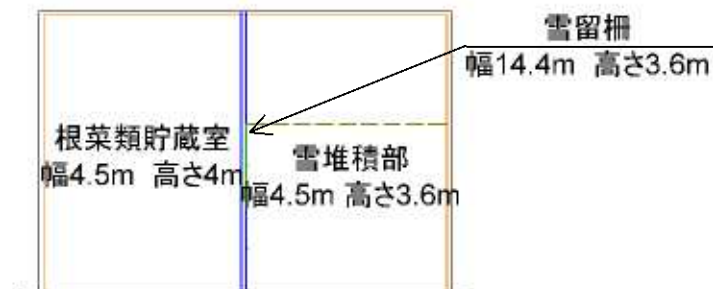 雪留柵
幅14.4m 高さ3.6m
根菜類貯蔵室
幅4.5m 高さ4m
雪堆積部
幅4.5m 高さ3.6m